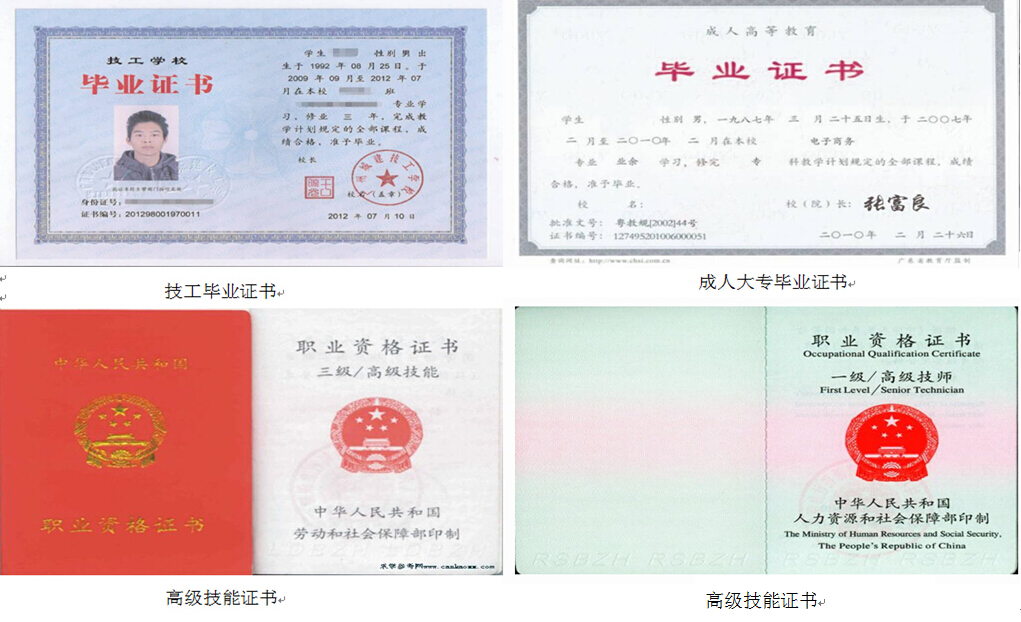 技工学校
毕业证书
学生 性别 男 出
生于 1992 年 08 月 25 日。于
2009 年 09 月至 2012 年 07
月在本校 班
专业学
习，修业 三 年，完成教
学计划规定的全部课程，成
绩合格，准予毕业。
校长
校名（盖章）
身份证号：
证书编号：201298001970011
2012 年 07 月 10 日
技工毕业证书
成人高等教育
毕业证书
学生 性别 男，一九八七年 三 月 二十五日生，于 二〇〇七年
二 月至 二〇一〇年 二 月在本校 电子商务
专业 业余 学习，修完 专 科教学计划规定的全部课程，成绩
合格，准予毕业。
校 名： 校（院）长： 张富良
批准文号： 粤教规[2002]44号
证书编号： 127495201006000051
二〇一〇年 二 月 二十六日
查询网址：http://www.chsi.com.cn 广东省教育厅监制
成人大专毕业证书
中华人民共和国
职业资格证书
职业资格证书
三级/高级技能
中华人民共和国
劳动和社会保障部印制
求学参考网www.cankaoxx.com
高级技能证书
职业资格证书
Occupational Qualification Certificate
一级/高级技师
First Level/Senior Technician
中华人民共和国
人力资源和社会保障部印制
The Ministry of Human Resources and Social Security,
The People's Republic of China
RSBZH RSBZH RSBZH
高级技能证书